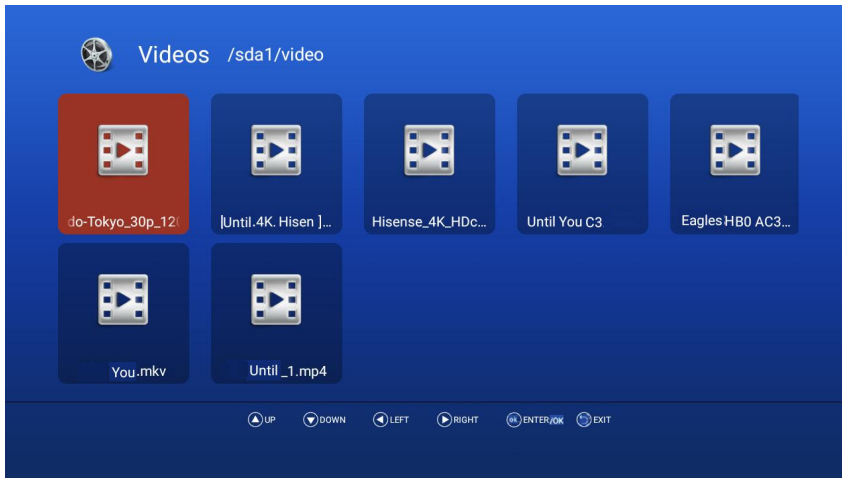 Videos /sda1/video
do-Tokyo_30p_120
[Until.4K. Hisen ]...
Hisense_4K_HDc...
Until You C3
Eagles HB0 AC3...
You.mkv
Until _1.mp4
UP DOWN LEFT RIGHT OK ENTER/OK EXIT